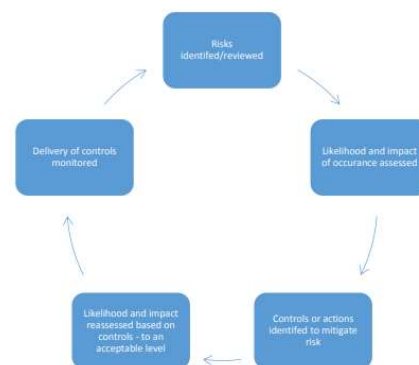 Risks
identifed/reviewed
Likelihood and impact
of occurance assessed
Controls or actions
identifed to mitigate
risk
Likelihood and impact
reassessed based on
controls - to an
acceptable level
Delivery of controls
monitored